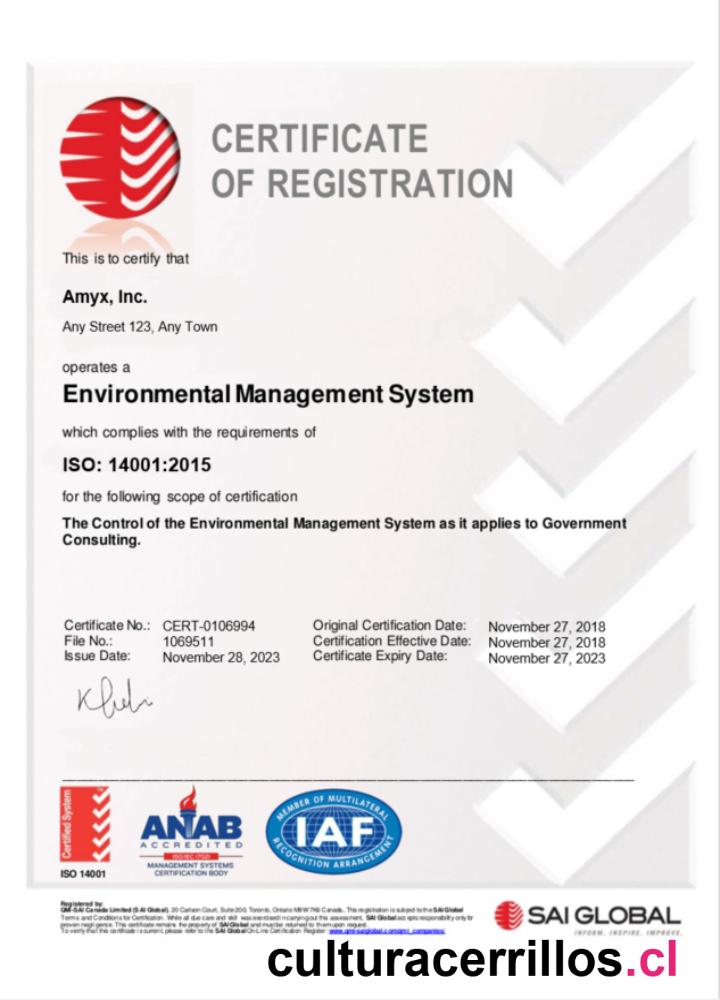 CERTIFICATE
OF REGISTRATION
This is to certify that
Amyx, Inc.
Any Street 123, Any Town
operates a
Environmental Management System
which complies with the requirements of
ISO: 14001:2015
for the following scope of certification
The Control of the Environmental Management System as it applies to Government
Consulting.
Certificate No.: CERT-0106994
File No.: 1069511
Issue Date: November 28, 2023
Original Certification Date: November 27, 2018
Certification Effective Date: November 27, 2018
Certificate Expiry Date: November 27, 2023
Certified System
ISO 14001
ANAB
ACCREDITED
MANAGEMENT SYSTEMS
CERTIFICATION BODY
MEMBER OF MULTILATERAL
IAF
RECOGNITION ARRANGEMENT
Registered by:
QMI-SAI Canada Limited (SAI Global), 20 Carlson Court, Suite 200, Toronto, Ontario M9W 7K6 Canada. This registration is subject to the SAI Global
Terms and Conditions for Certification. While all due care and skill was exercised in carrying out this assessment, SAI Global accepts responsibility only for
proven negligence. This certificate remains the property of SAI Global and must be returned to them upon request.
To verify that this certificate is current, please refer to the SAI Global On-Line Certification Register:
SAI GLOBAL
INFORM. INSPIRE. IMPROVE.
culturacerrillos.cl